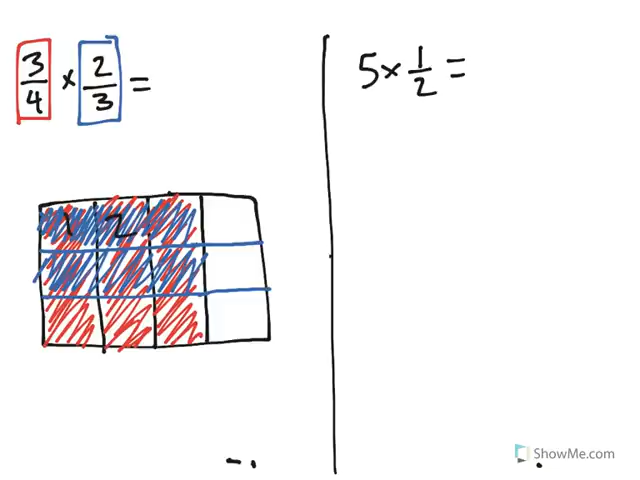 3/4 × 2/3 =
5 × 1/2 =
1 2
ShowMe.com